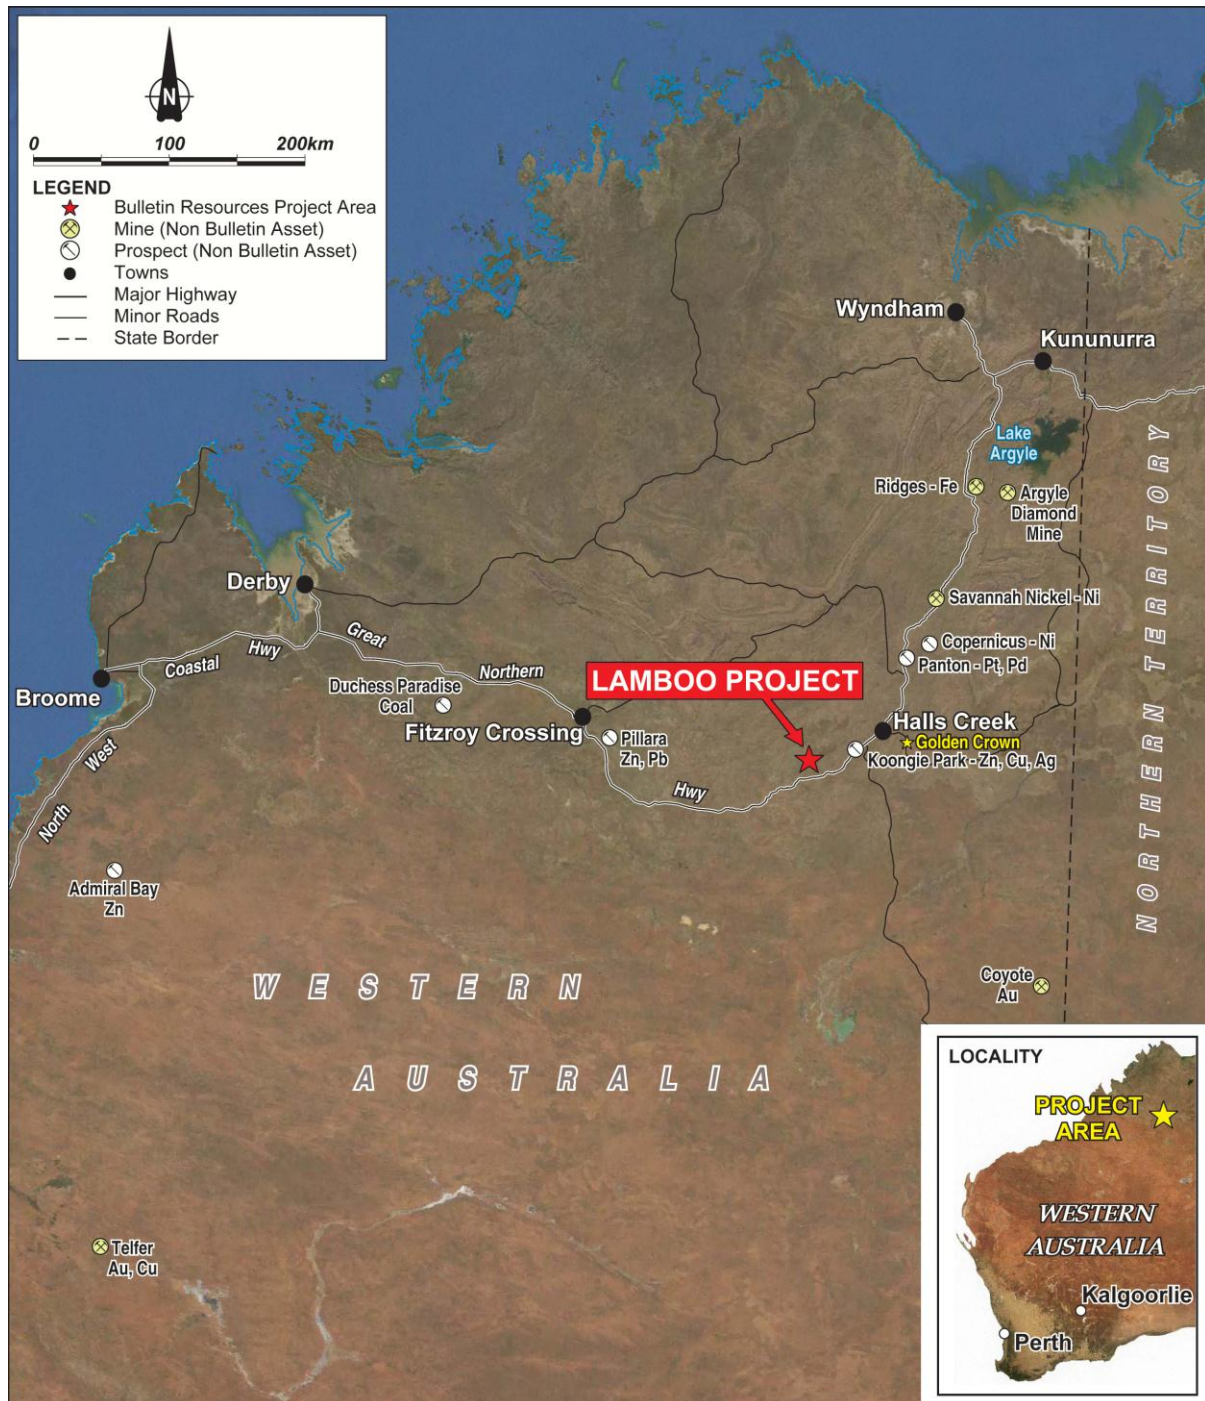 N
0 100 200km
LEGEND
Bulletin Resources Project Area
Mine (Non Bulletin Asset)
Prospect (Non Bulletin Asset)
Towns
Major Highway
Minor Roads
State Border
Wyndham
Kununurra
Lake
Argyle
Ridges - Fe
Argyle
Diamond
Mine
Derby
Savannah Nickel - Ni
Great
Hwy
Coastal
Copernicus - Ni
Panton - Pt, Pd
Northern
LAMBOO PROJECT
Broome
Duchess Paradise
Coal
Fitzroy Crossing
Pillara
Zn, Pb
Halls Creek
Golden Crown
Koongie Park - Zn, Cu, Ag
West
Hwy
North
NORTHERN TERRITORY
Admiral Bay
Zn
WESTERN
AUSTRALIA
Coyote
Au
Telfer
Au, Cu
LOCALITY
PROJECT
AREA
WESTERN
AUSTRALIA
Kalgoorlie
Perth